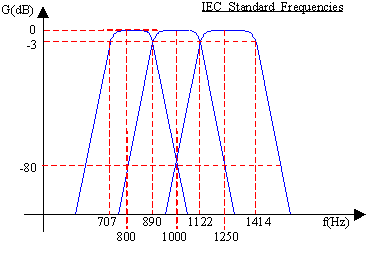 G(dB)
IEC Standard Frequencies
0
-3
-80
707 890 1122 1414 f(Hz)
800 1000 1250